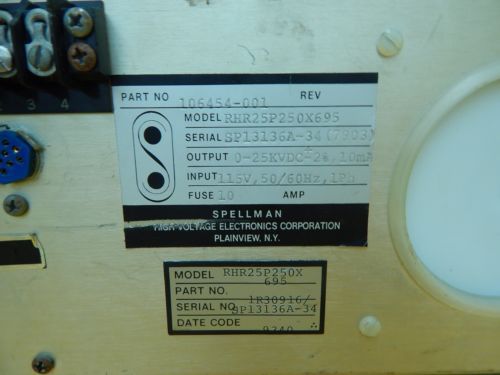 2 3 4
PART NO 106454-001 REV
MODEL RHR25P250X695
SERIAL SP13136A-34(7903)
OUTPUT 0-25KVDC ±2%, 10mA
INPUT 115V, 50/60Hz, 1Ph
FUSE 10 AMP
SPELLMAN
HIGH VOLTAGE ELECTRONICS CORPORATION
PLAINVIEW, N.Y.
MODEL RHR25P250X
695
PART NO.
1R30916/
SERIAL NO. SP13136A-34
DATE CODE 9340